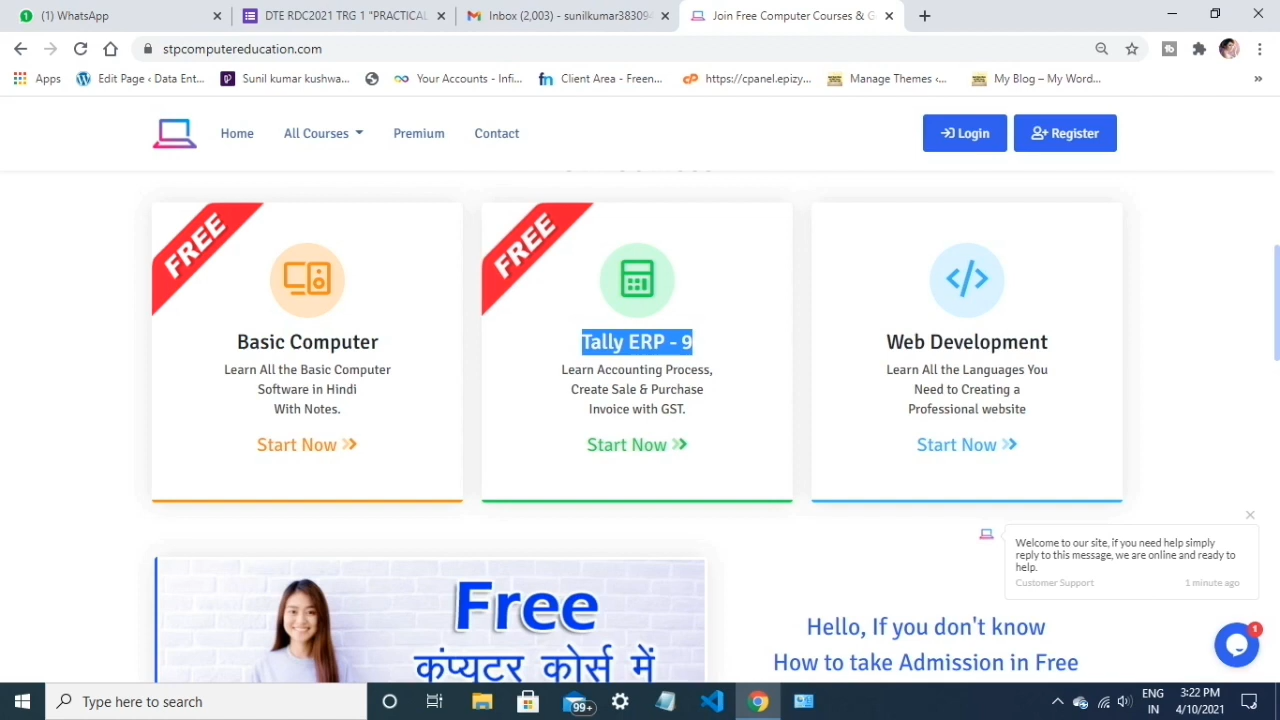 (1) WhatsApp
DTE RDC2021 TRG 1 "PRACTICAL
Inbox (2,003) - sunilkumar38309
Join Free Computer Courses & G
stpcomputereducation.com
Apps
Edit Page ‹ Data Ent...
Sunil kumar kushwa...
Your Accounts - Infi...
Client Area - Freen...
https://cpanel.epizy...
Manage Themes ‹...
My Blog – My Word...
»
Home
All Courses
Premium
Contact
Login
Register
FREE
FREE
Basic Computer
Learn All the Basic Computer
Software in Hindi
With Notes.
Start Now
Tally ERP - 9
Learn Accounting Process,
Create Sale & Purchase
Invoice with GST.
Start Now
Web Development
Learn All the Languages You
Need to Creating a
Professional website
Start Now
Welcome to our site, if you need help simply
reply to this message, we are online and ready to
help.
Customer Support
1 minute ago
1
Free
कंप्यूटर कोर्स में
Hello, If you don't know
How to take Admission in Free
Type here to search
99+
ENG
IN
3:22 PM
4/10/2021